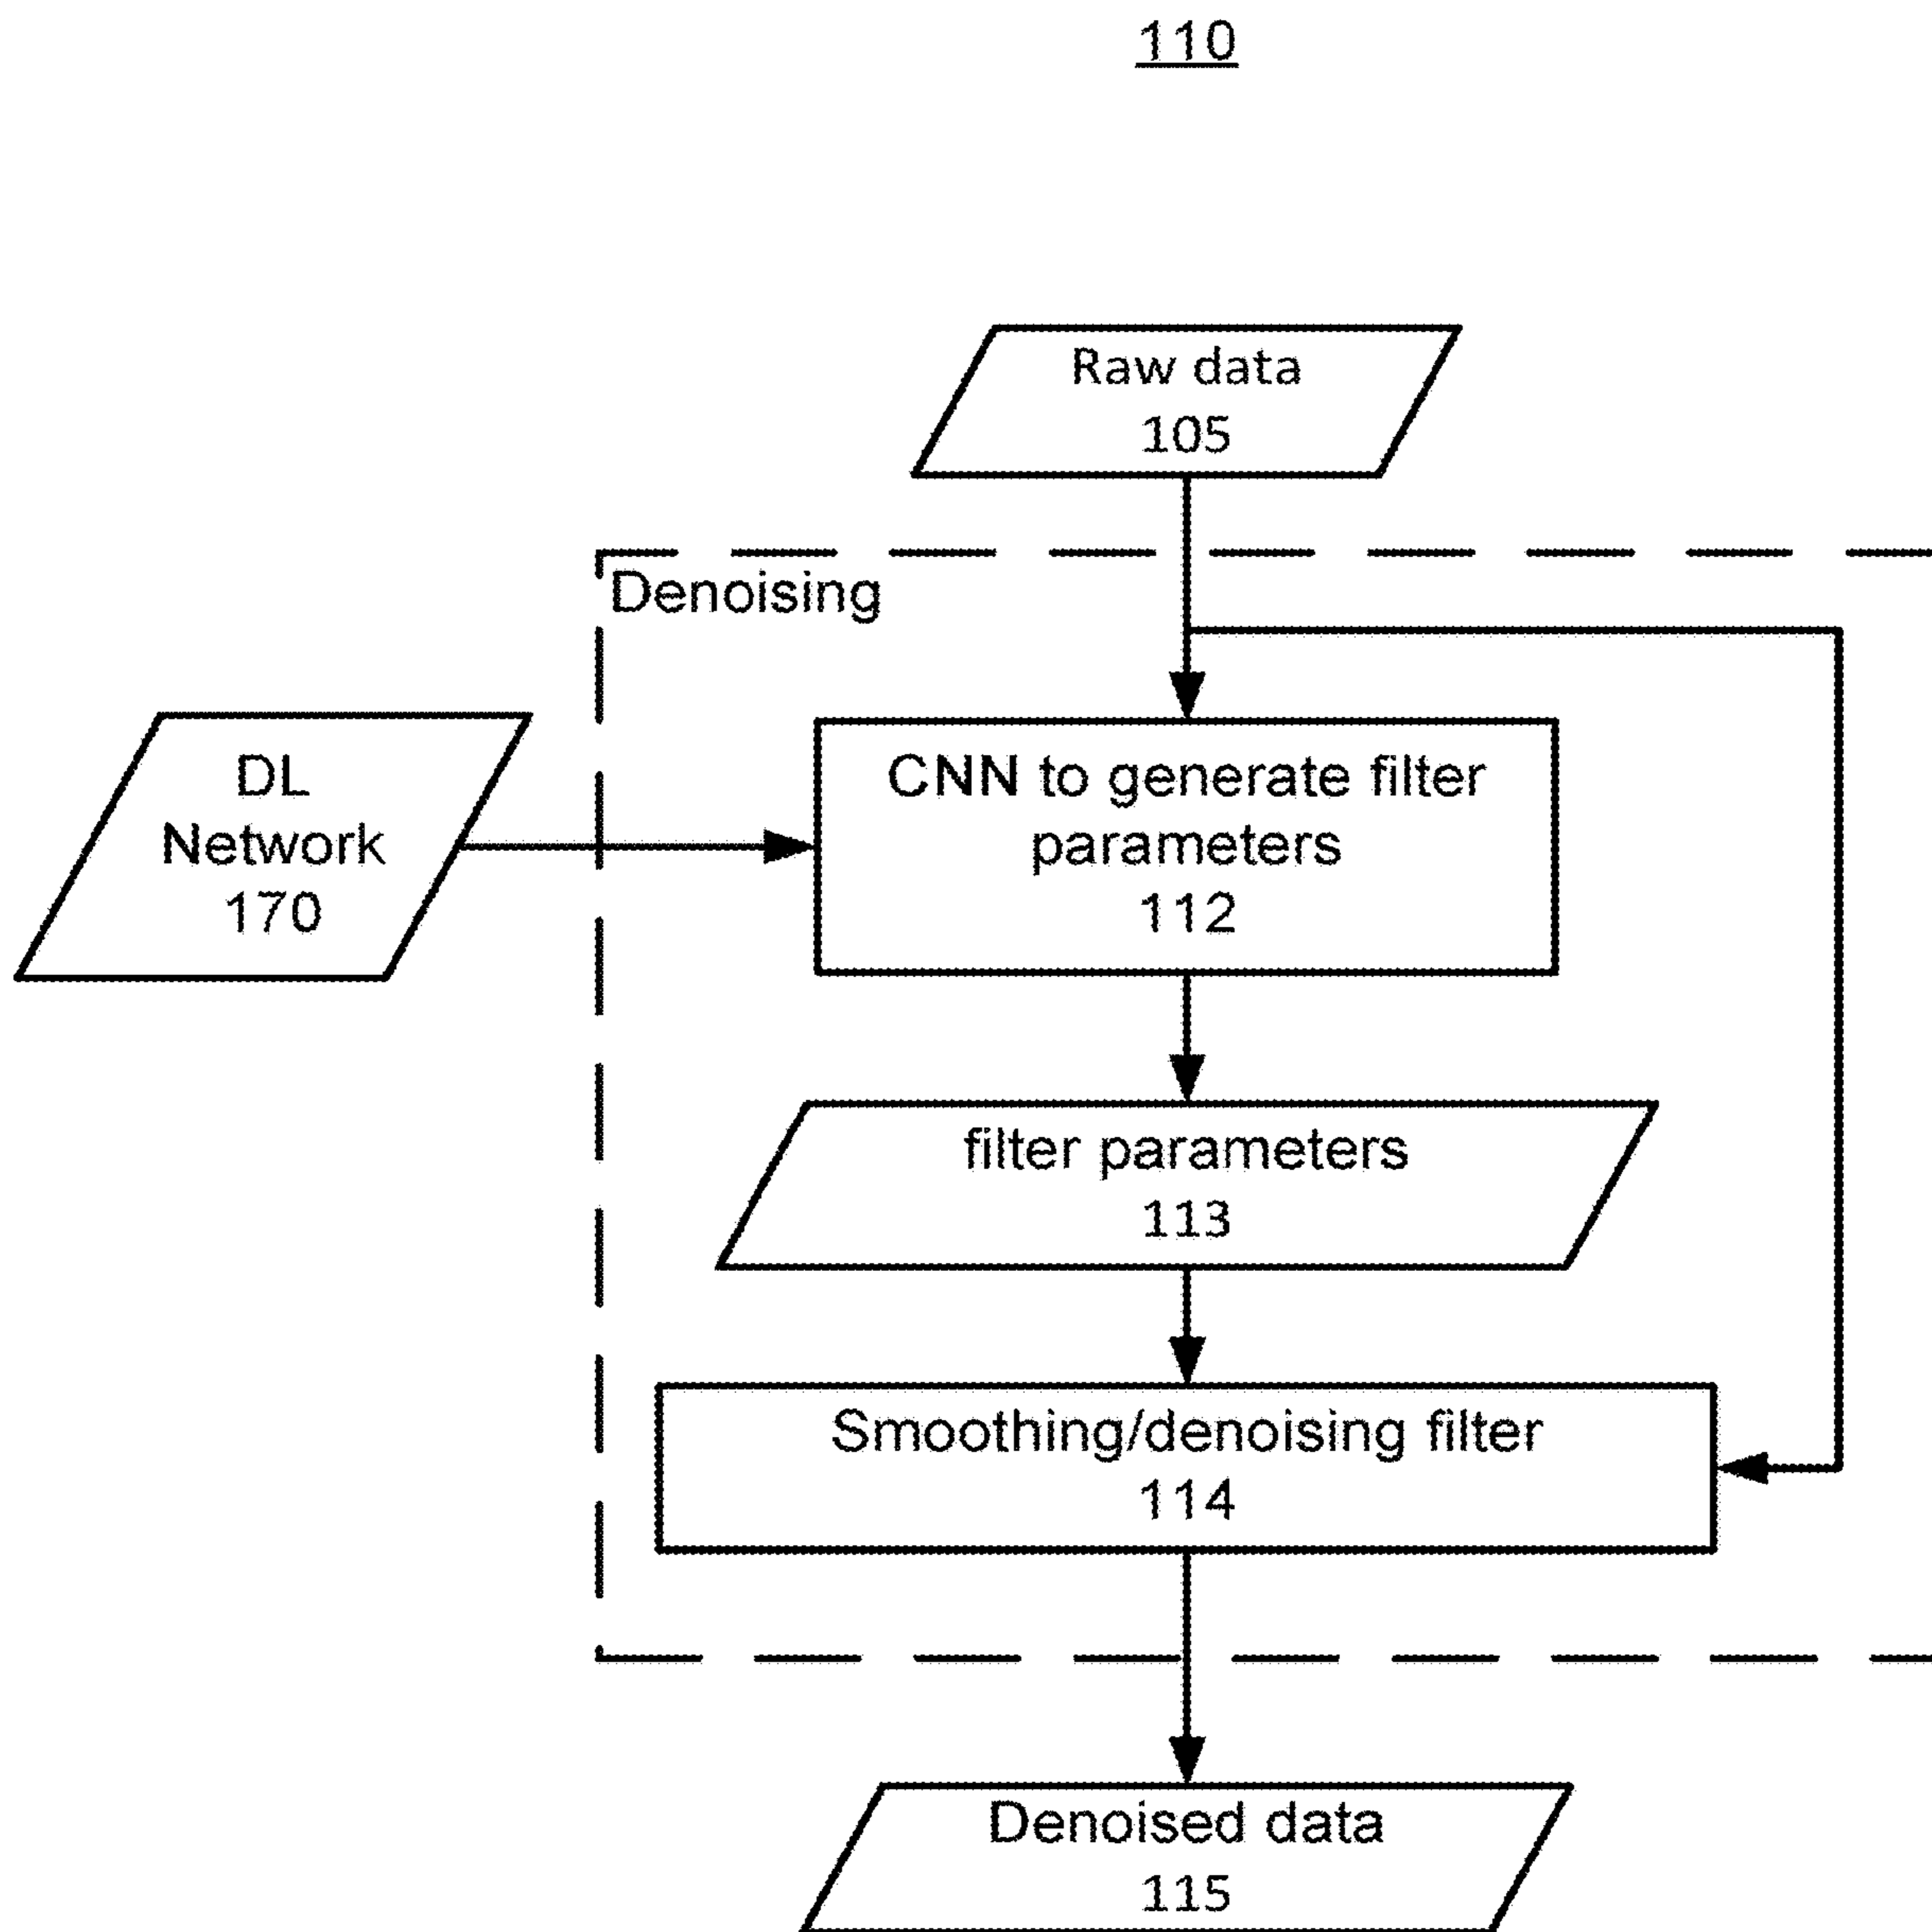 110
Raw data
105
Denoising
DL
Network
170
CNN to generate filter
parameters
112
filter parameters
113
Smoothing/denoising filter
114
Denoised data
115